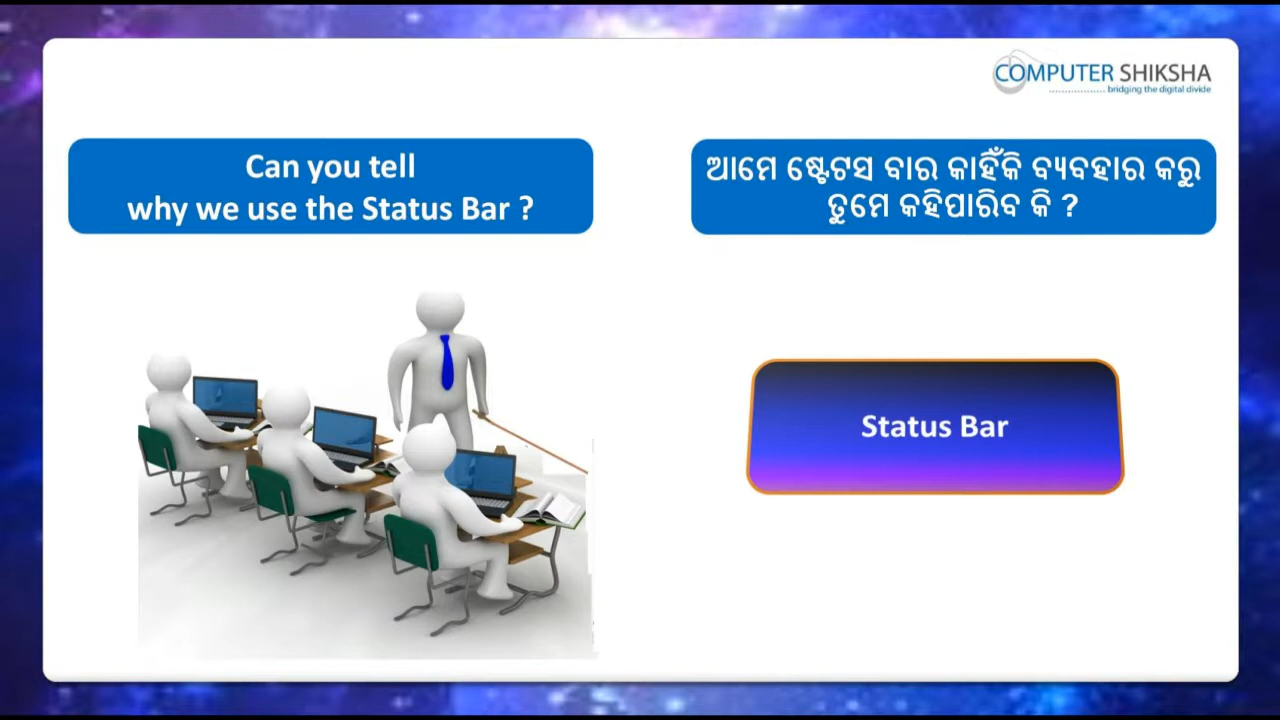 COMPUTER SHIKSHA
bridging the digital divide
Can you tell
why we use the Status Bar ?
ଆମେ ଷ୍ଟେଟସ ବାର କାହିଁକି ବ୍ୟବହାର କରୁ
ତୁମେ କହିପାରିବ କି ?
Status Bar